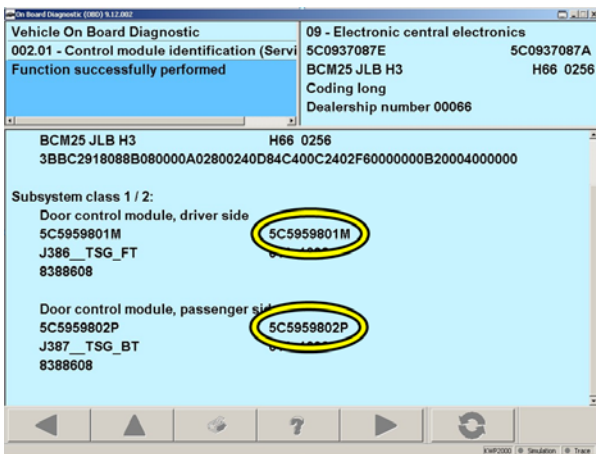 On Board Diagnostic (OBD) 9.12.002
Vehicle On Board Diagnostic
002.01 - Control module identification (Servi
Function successfully performed
09 - Electronic central electronics
5C0937087E 5C0937087A
BCM25 JLB H3 H66 0256
Coding long
Dealership number 00066
BCM25 JLB H3 H66 0256
3BBC2918088B080000A02800240D84C400C2402F60000000B20004000000
Subsystem class 1 / 2:
Door control module, driver side
5C5959801M 5C5959801M
J386__TSG_FT
8388608
Door control module, passenger side
5C5959802P 5C5959802P
J387__TSG_BT
8388608
?
KWP2000 Simulation Trace